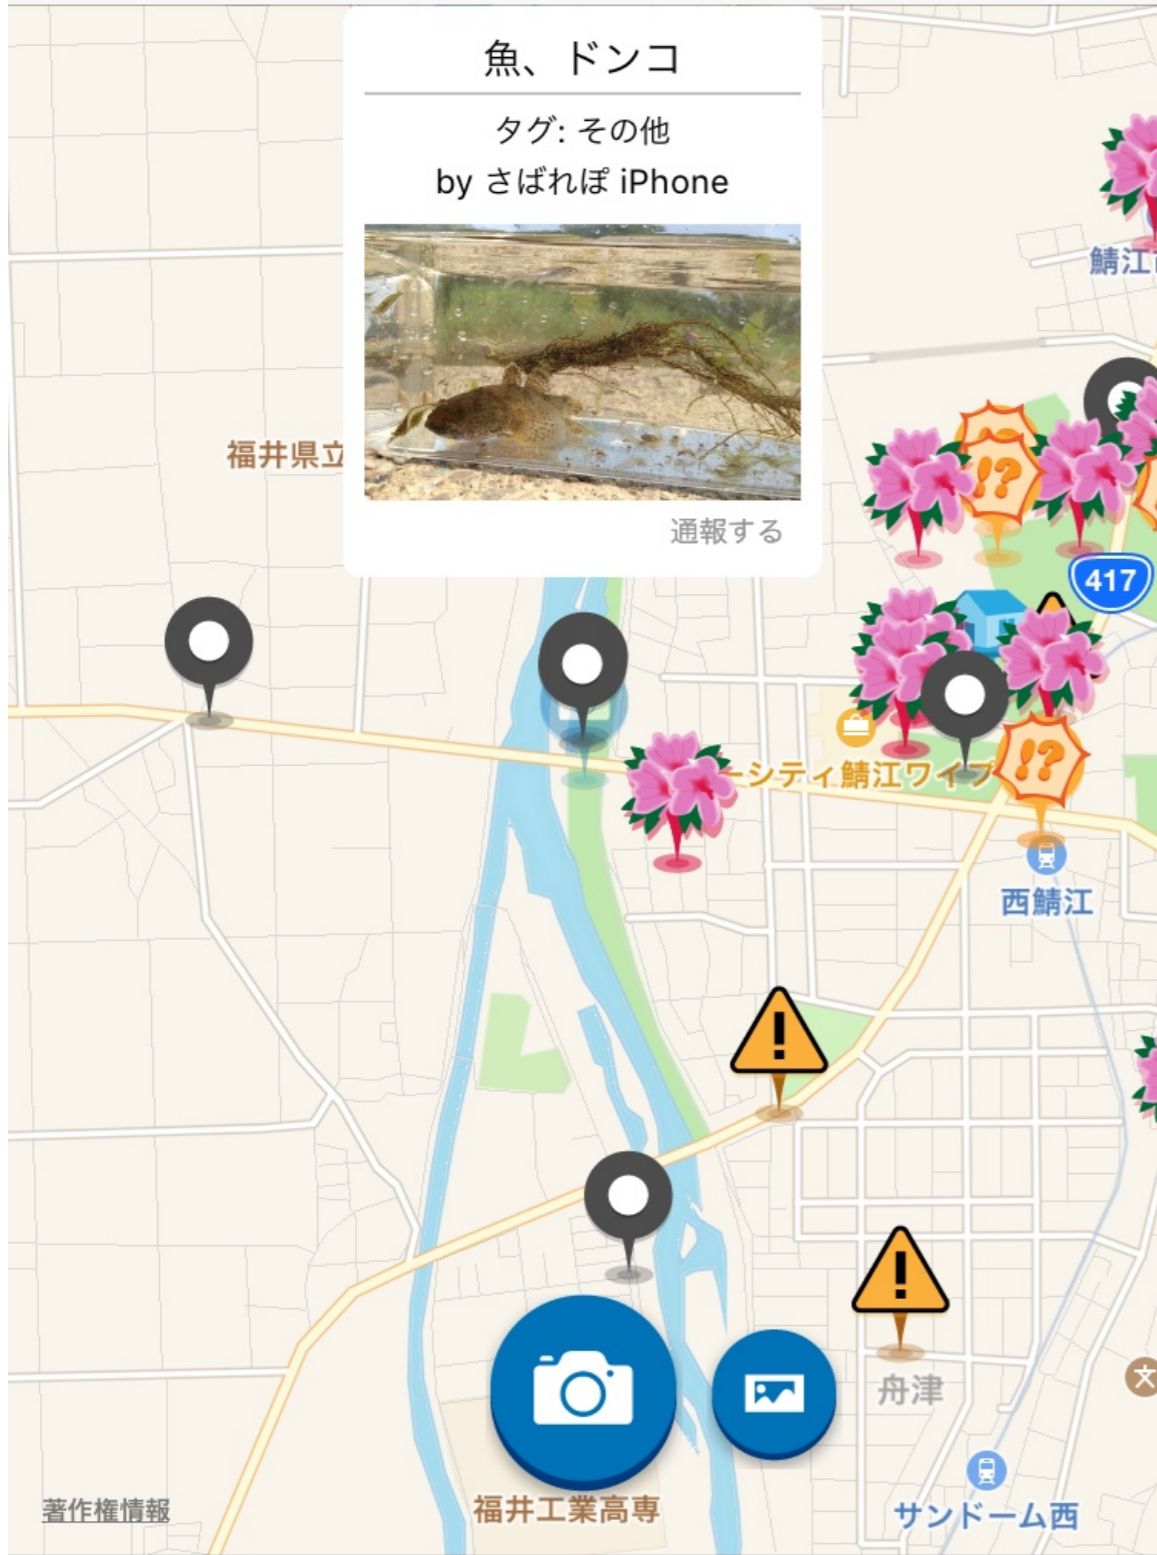 魚、ドンコ
タグ: その他
by さばれぽ iPhone
通報する
鯖江
福井県立
417
!?
!?
ーシティ鯖江ワイプ
西鯖江
!
!
舟津
文
福井工業高専
サンドーム西
著作権情報